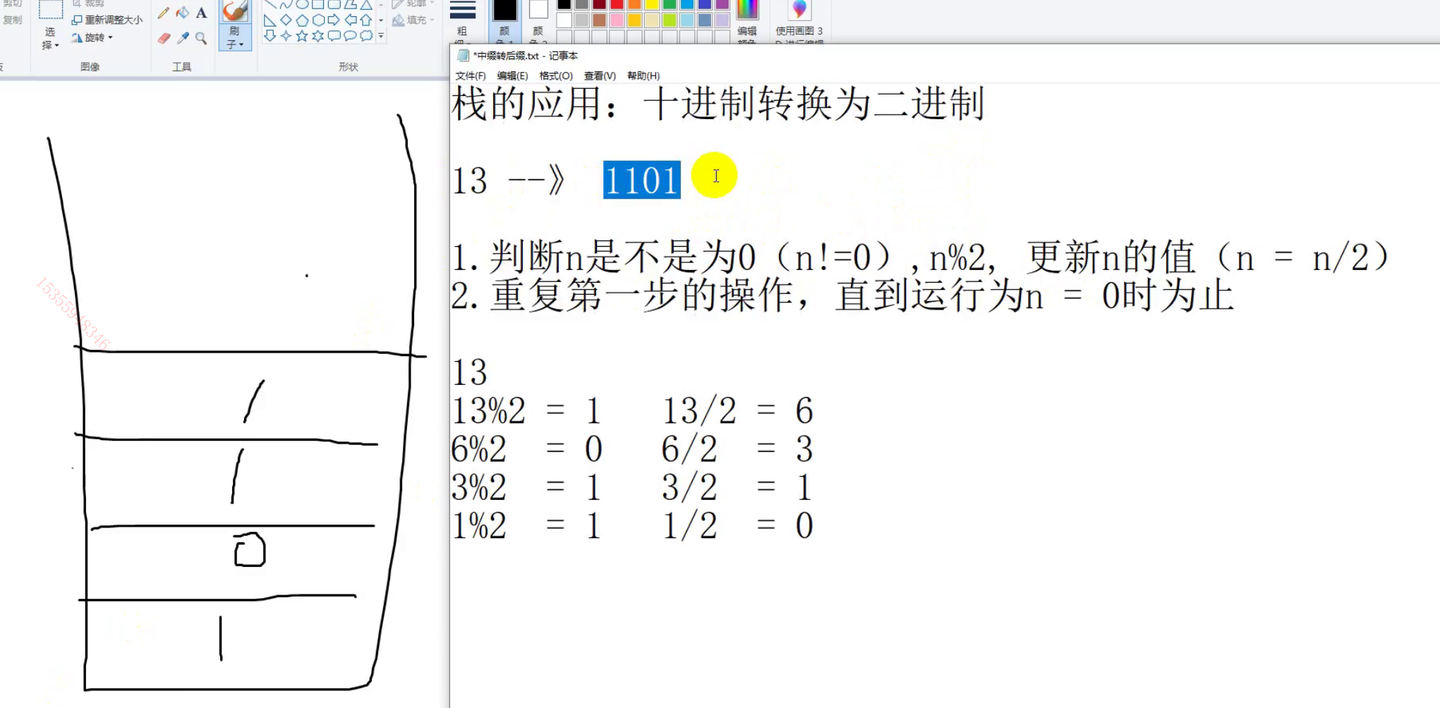 剪切
复制
选
择
裁剪
重新调整大小
旋转
A
刷
子
轮廓
填充
粗
细
颜
色 1
颜
色 2
编辑
颜色
使用画图 3
D 进行编辑
图像
工具
形状
*中缀转后缀.txt - 记事本
文件(F) 编辑(E) 格式(O) 查看(V) 帮助(H)
栈的应用：十进制转换为二进制
13 --》 1101
1.判断n是不是为0（n!=0）,n%2, 更新n的值（n = n/2）
2.重复第一步的操作，直到运行为n = 0时为止
13
13%2 = 1 13/2 = 6
6%2 = 0 6/2 = 3
3%2 = 1 3/2 = 1
1%2 = 1 1/2 = 0
1
1
0
1